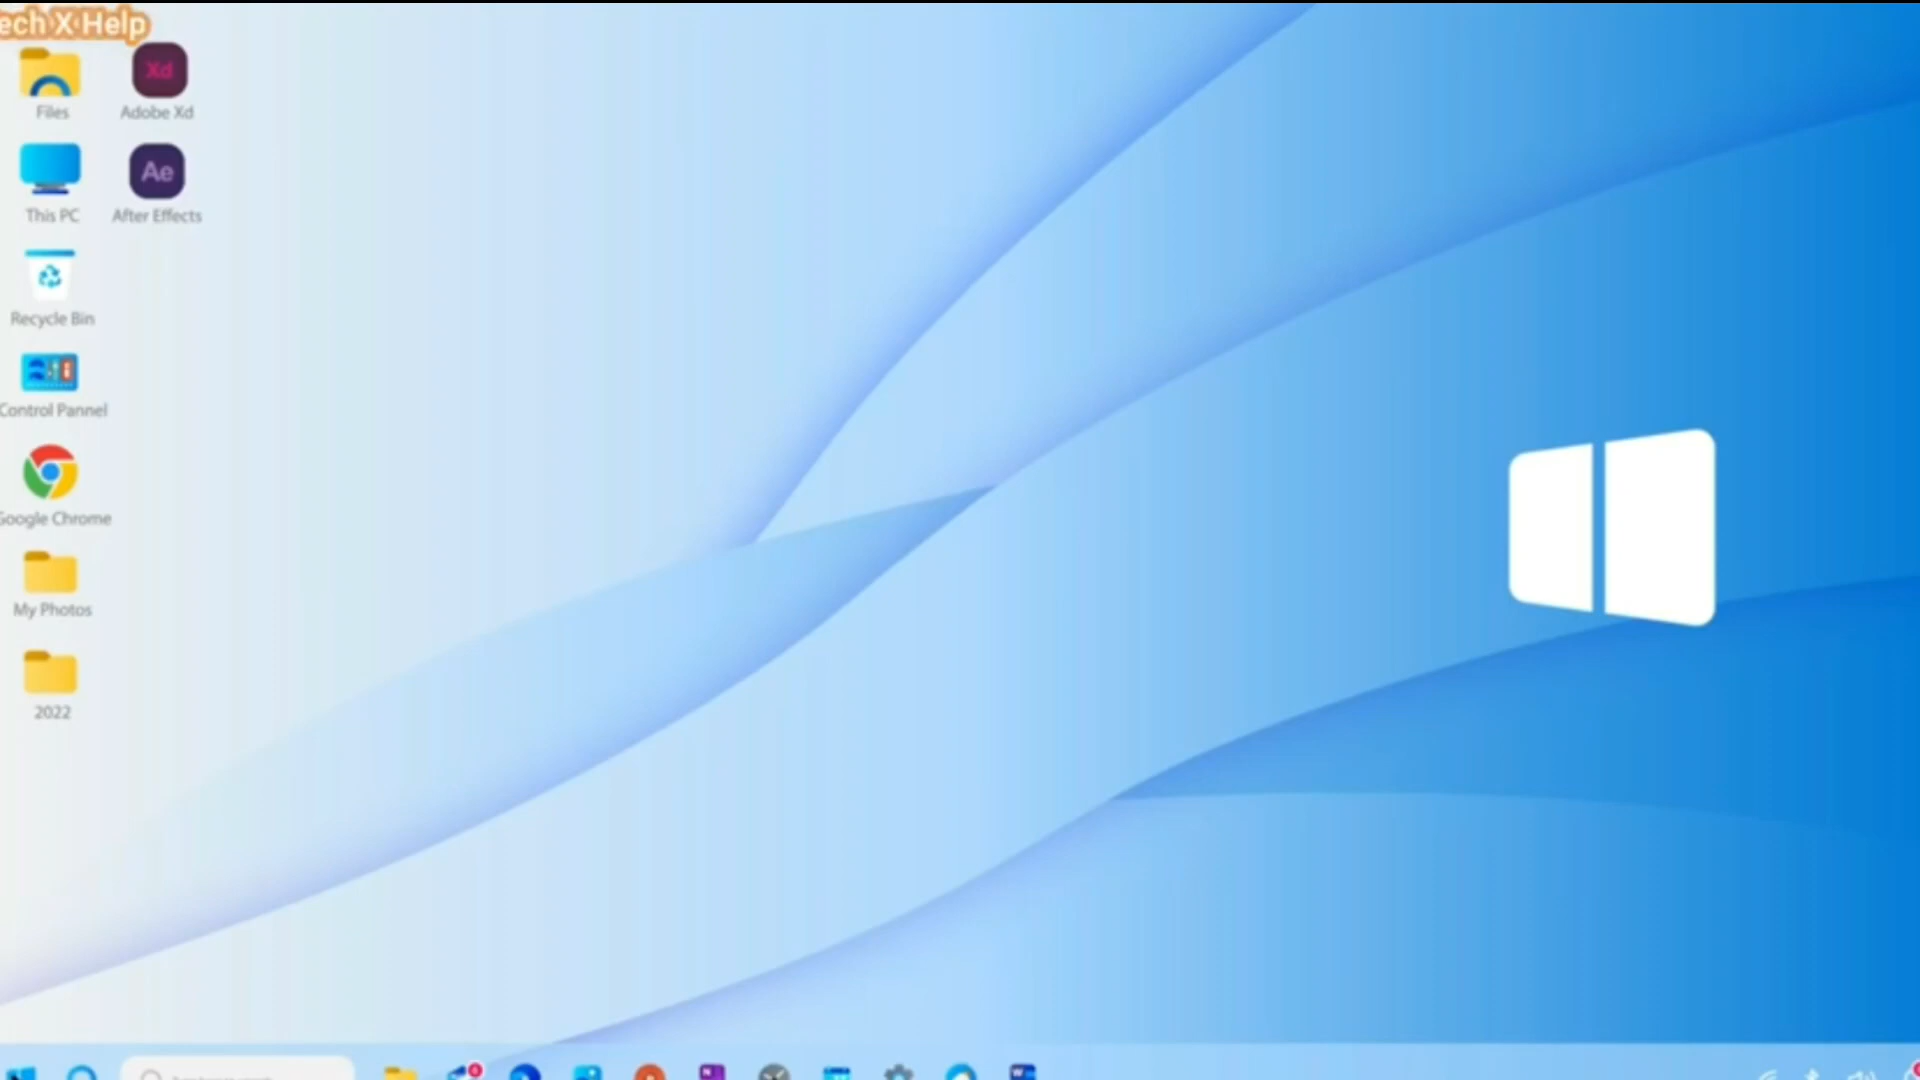 ech X Help
Files
Adobe Xd
Xd
This PC
Ae
After Effects
Recycle Bin
Control Pannel
Google Chrome
My Photos
2022